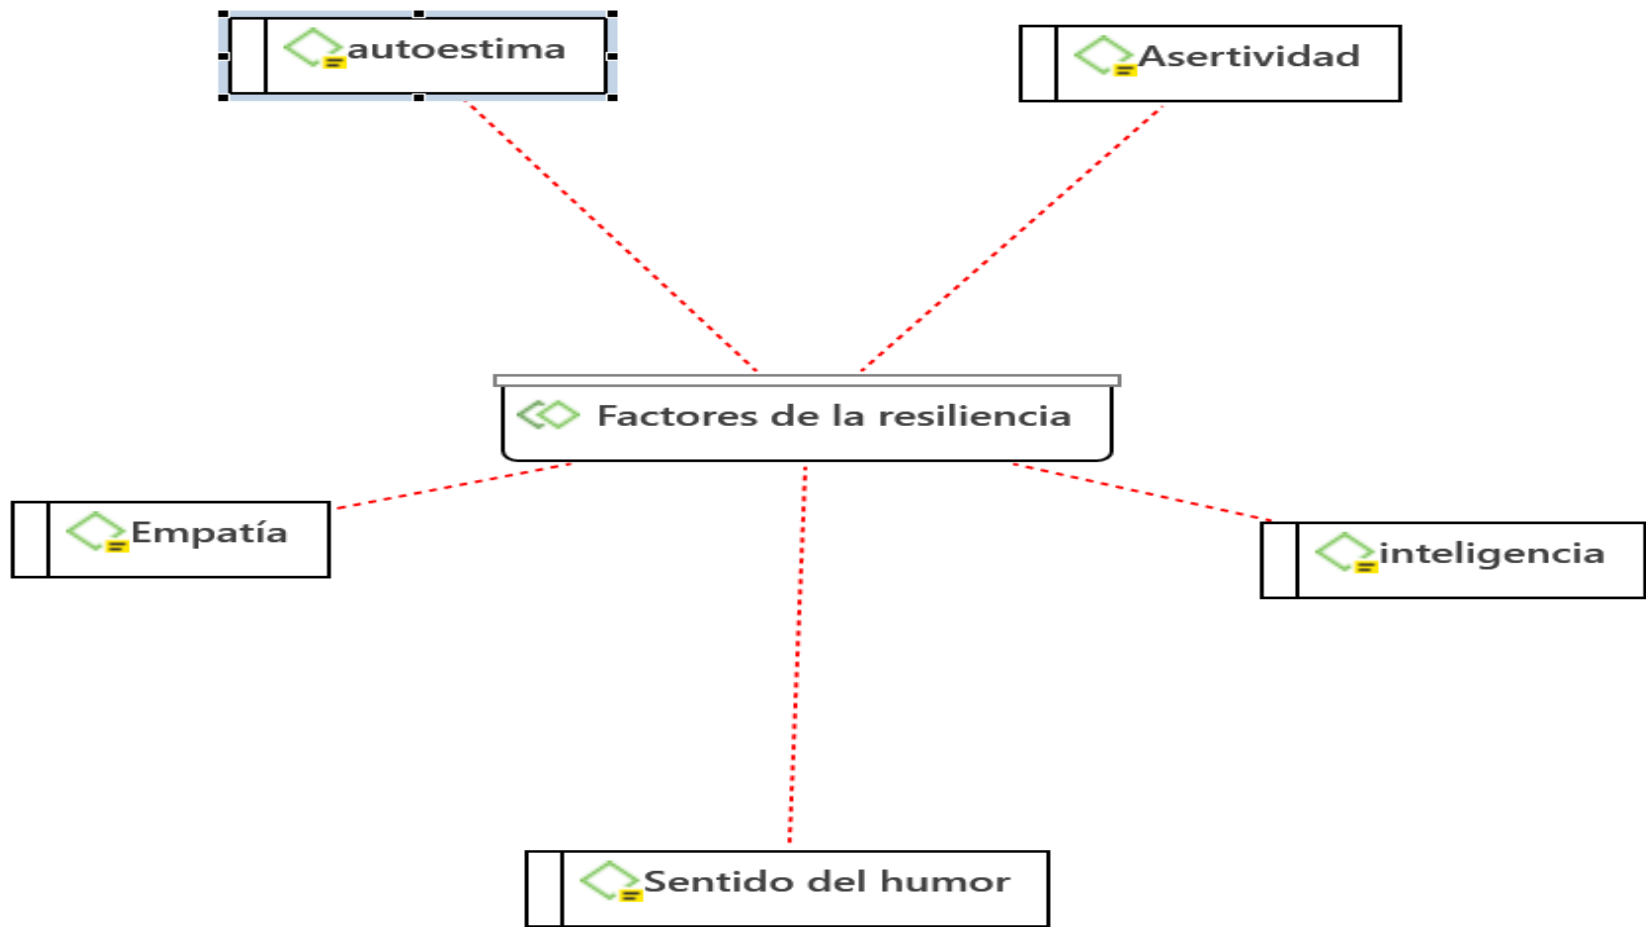 autoestima
Asertividad
Factores de la resiliencia
Empatía
inteligencia
Sentido del humor